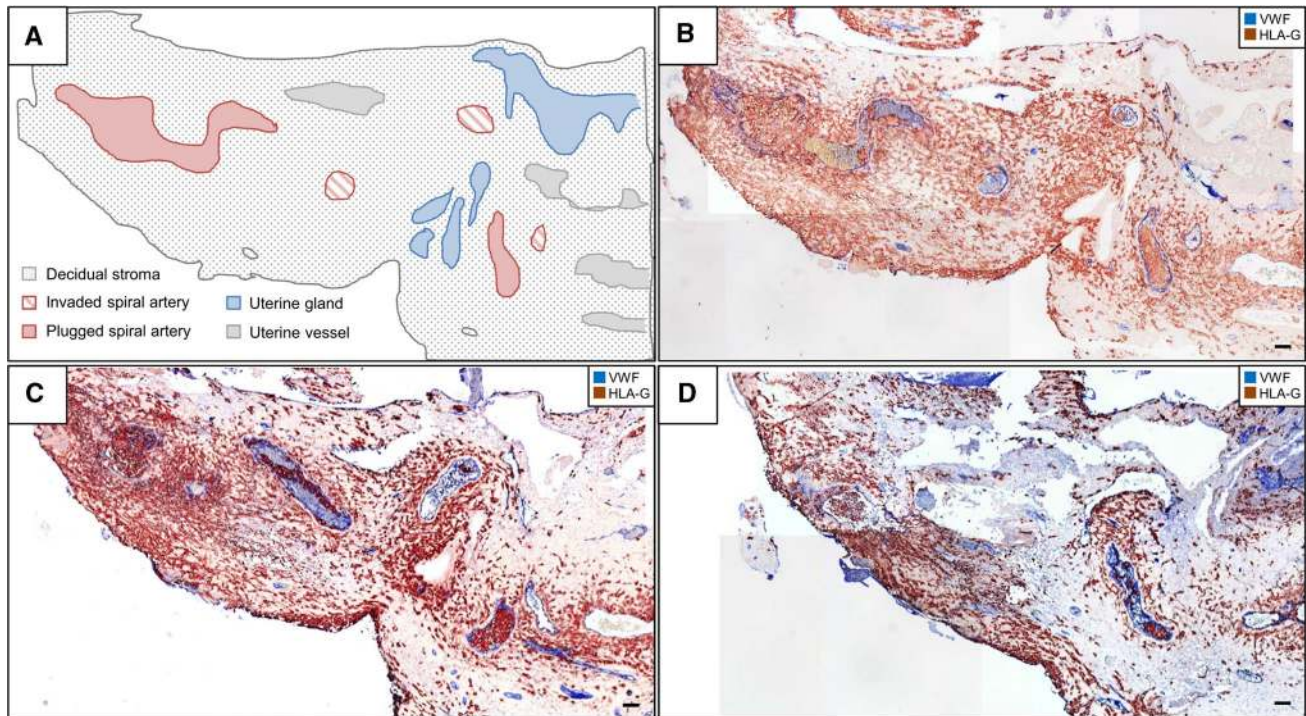 A
Decidual stroma
Invaded spiral artery
Plugged spiral artery
Uterine gland
Uterine vessel
B
VWF
HLA-G
C
VWF
HLA-G
D
VWF
HLA-G